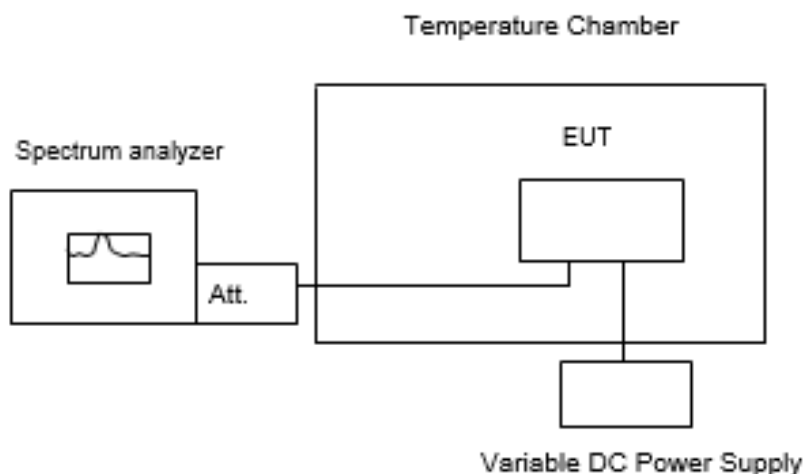 Temperature Chamber
EUT
Spectrum analyzer
Att.
Variable DC Power Supply